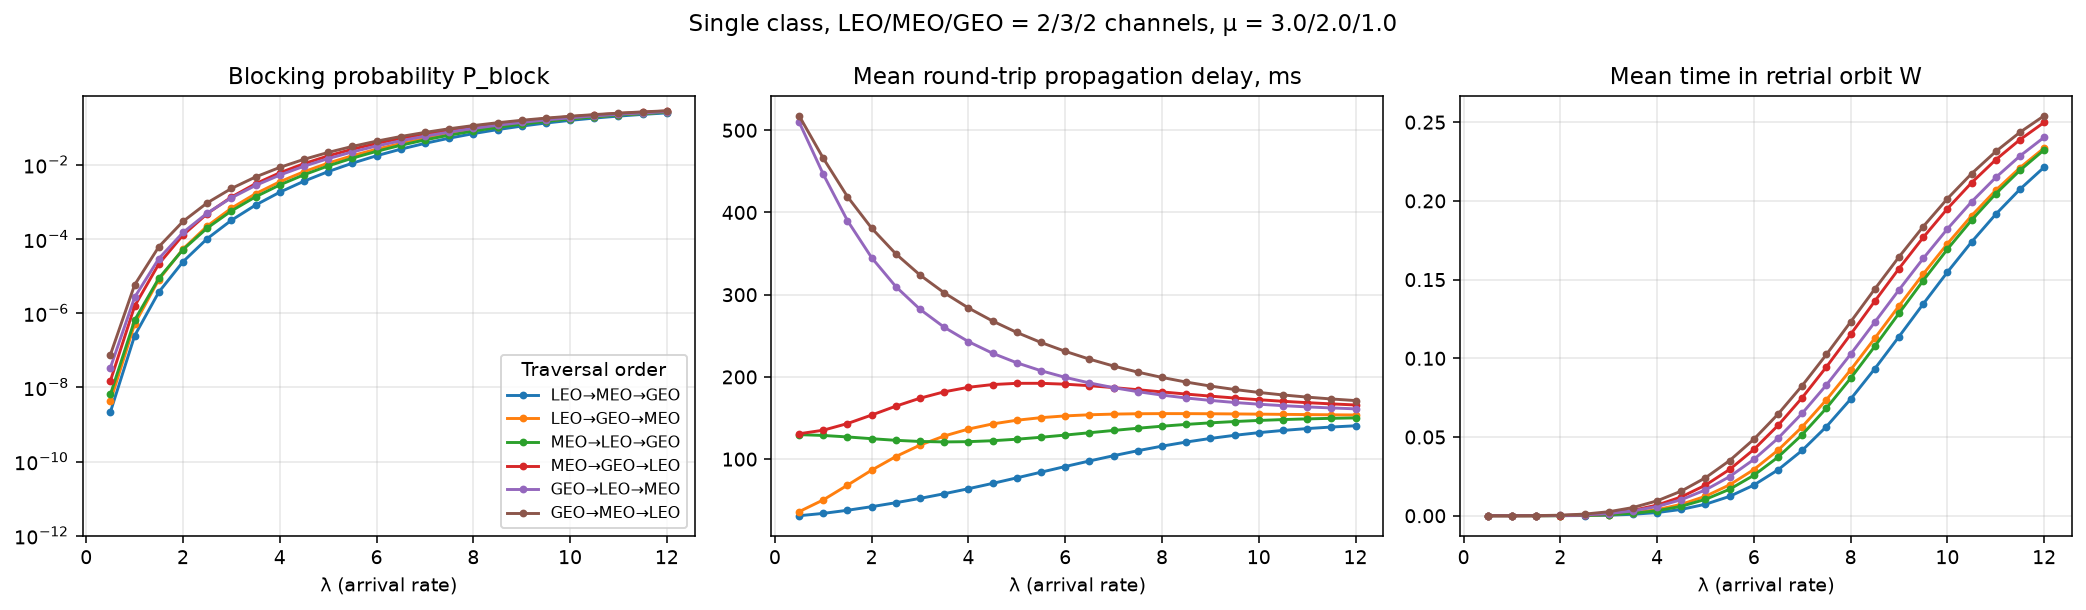 Single class, LEO/MEO/GEO = 2/3/2 channels, μ = 3.0/2.0/1.0
Blocking probability P_block
10⁻²
10⁻⁴
10⁻⁶
10⁻⁸
10⁻¹⁰
10⁻¹²
0 2 4 6 8 10 12
λ (arrival rate)
Traversal order
LEO→MEO→GEO
LEO→GEO→MEO
MEO→LEO→GEO
MEO→GEO→LEO
GEO→LEO→MEO
GEO→MEO→LEO
Mean round-trip propagation delay, ms
500
400
300
200
100
0 2 4 6 8 10 12
λ (arrival rate)
Mean time in retrial orbit W
0.25
0.20
0.15
0.10
0.05
0.00
0 2 4 6 8 10 12
λ (arrival rate)